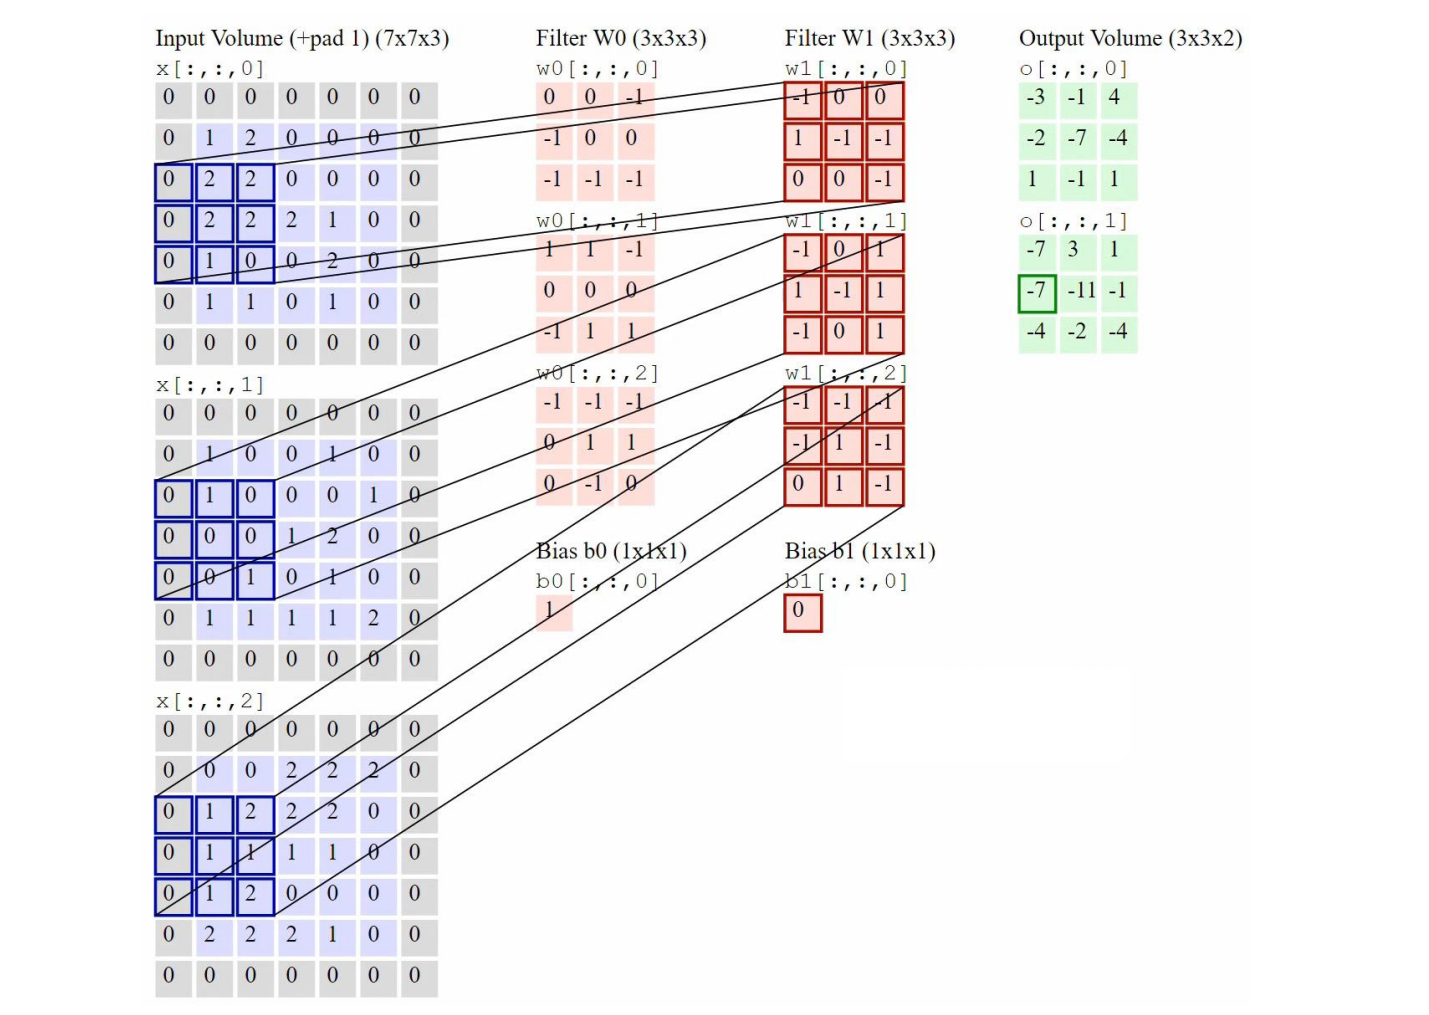 Input Volume (+pad 1) (7x7x3)
x[:,:,0]
0 0 0 0 0 0 0
0 1 2 0 0 0 0
0 2 2 0 0 0 0
0 2 2 2 1 0 0
0 1 0 0 2 0 0
0 1 1 0 1 0 0
0 0 0 0 0 0 0
x[:,:,1]
0 0 0 0 0 0 0
0 1 0 0 1 0 0
0 1 0 0 0 1 0
0 0 0 1 2 0 0
0 0 1 0 1 0 0
0 1 1 1 1 2 0
0 0 0 0 0 0 0
x[:,:,2]
0 0 0 0 0 0 0
0 0 0 2 2 2 0
0 1 2 2 2 0 0
0 1 1 1 1 0 0
0 1 2 0 0 0 0
0 2 2 2 1 0 0
0 0 0 0 0 0 0
Filter W0 (3x3x3)
w0[:,:,0]
0 0 -1
-1 0 0
-1 -1 -1
w0[:,:,1]
1 1 -1
0 0 0
-1 1 1
w0[:,:,2]
-1 -1 -1
0 1 1
0 -1 0
Bias b0 (1x1x1)
b0[:,:,0]
1
Filter W1 (3x3x3)
w1[:,:,0]
-1 0 0
1 -1 -1
0 0 -1
w1[:,:,1]
-1 0 1
1 -1 1
-1 0 1
w1[:,:,2]
-1 -1 -1
-1 1 -1
0 1 -1
Bias b1 (1x1x1)
b1[:,:,0]
0
Output Volume (3x3x2)
o[:,:,0]
-3 -1 4
-2 -7 -4
1 -1 1
o[:,:,1]
-7 3 1
-7 -11 -1
-4 -2 -4